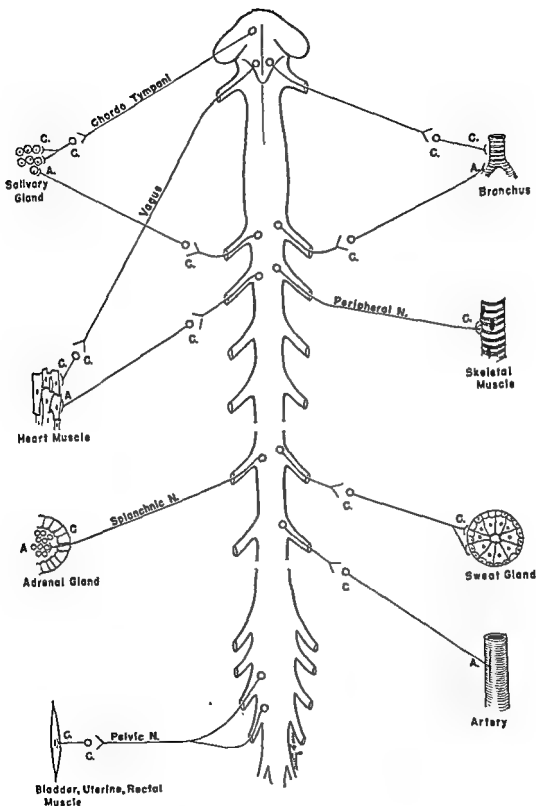 Chorda Tympani
C.
C.
A.
Salivary
Gland
C.
C.
A.
Bronchus
Vagus
C.
C.
Peripheral N.
C.
Skeletal
Muscle
C.
C.
C.
A
Heart Muscle
Splanchnic N.
C
A
Adrenal Gland
C.
C.
Sweat Gland
C
A.
Artery
C.
C.
Pelvic N.
Bladder, Uterine, Rectal
Muscle